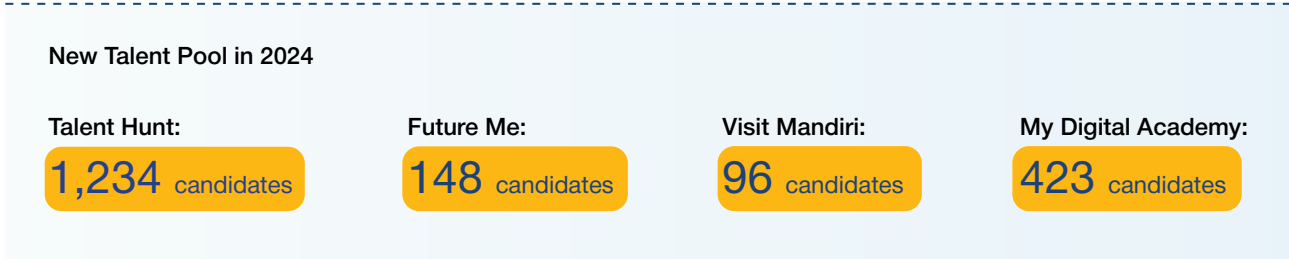 New Talent Pool in 2024
Talent Hunt:
1,234 candidates
Future Me:
148 candidates
Visit Mandiri:
96 candidates
My Digital Academy:
423 candidates